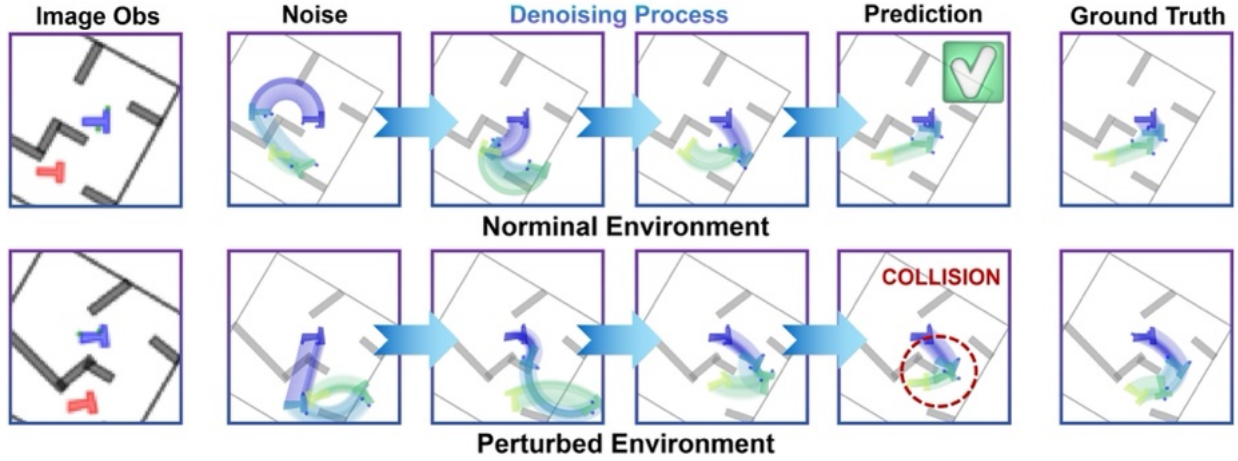 Image Obs
Noise
Denoising Process
Prediction
Ground Truth
Norminal Environment
COLLISION
Perturbed Environment